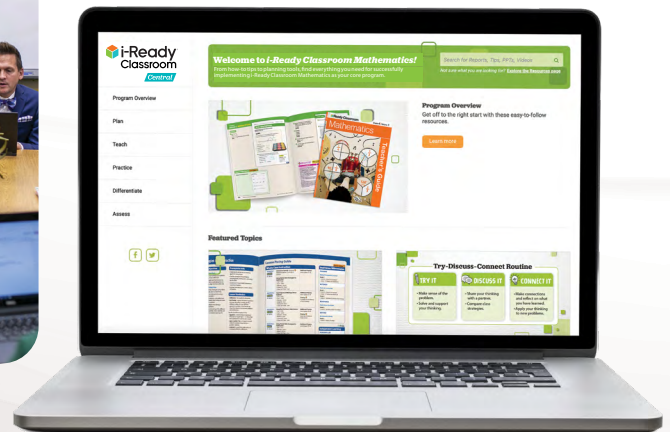 i-Ready
Classroom
Central
Program Overview
Plan
Teach
Practice
Differentiate
Assess
Welcome to i-Ready Classroom Mathematics!
From how-to tips to planning tools, find everything you need for successfully
implementing i-Ready Classroom Mathematics as your core program.
Search for Reports, Tips, PPTs, Videos
Not sure what you are looking for? Explore the Resources page
Mathematics
Teacher's Guide
Program Overview
Get off to the right start with these easy-to-follow
resources.
Learn more
Featured Topics
Try-Discuss-Connect Routine
TRY IT
• Make sense of the
problem.
• Solve and support
your thinking.
DISCUSS IT
• Share your thinking
with a partner.
• Compare class
strategies.
CONNECT IT
• Make connections
and reflect on what
you have learned.
• Apply your thinking
to new problems.